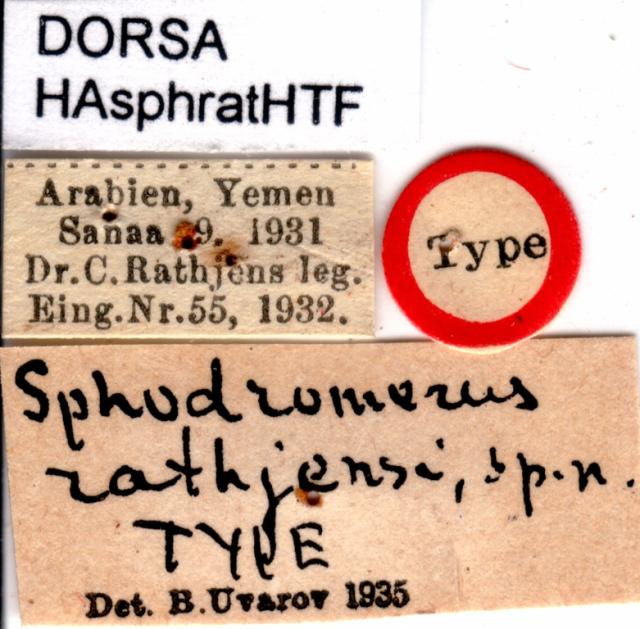 DORSA
HAsphratHTF
Arabien, Yemen
Sanaa 9. 1931
Dr.C.Rathjens leg.
Eing.Nr.55, 1932.
Type
Sphodromerus
rathjensi, sp.n.
TYPE
Det. B.Uvarov 1935